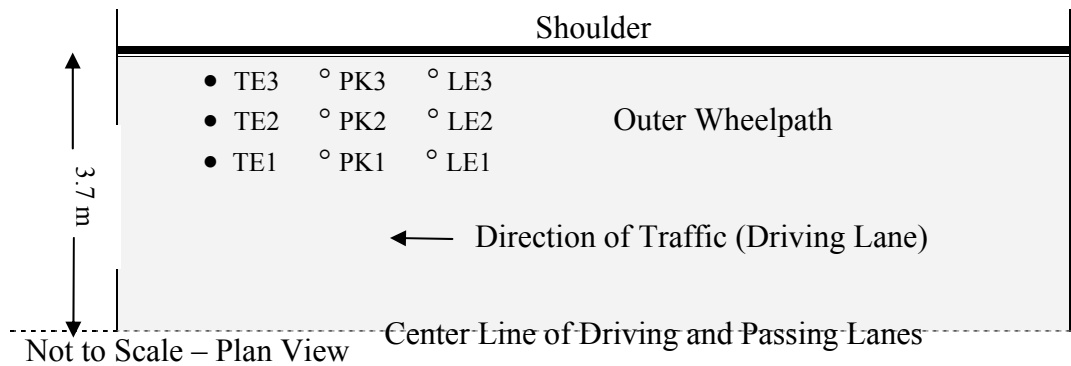 Shoulder
TE3 PK3 LE3
TE2 PK2 LE2 Outer Wheelpath
TE1 PK1 LE1
3.7 m
Direction of Traffic (Driving Lane)
Center Line of Driving and Passing Lanes
Not to Scale – Plan View